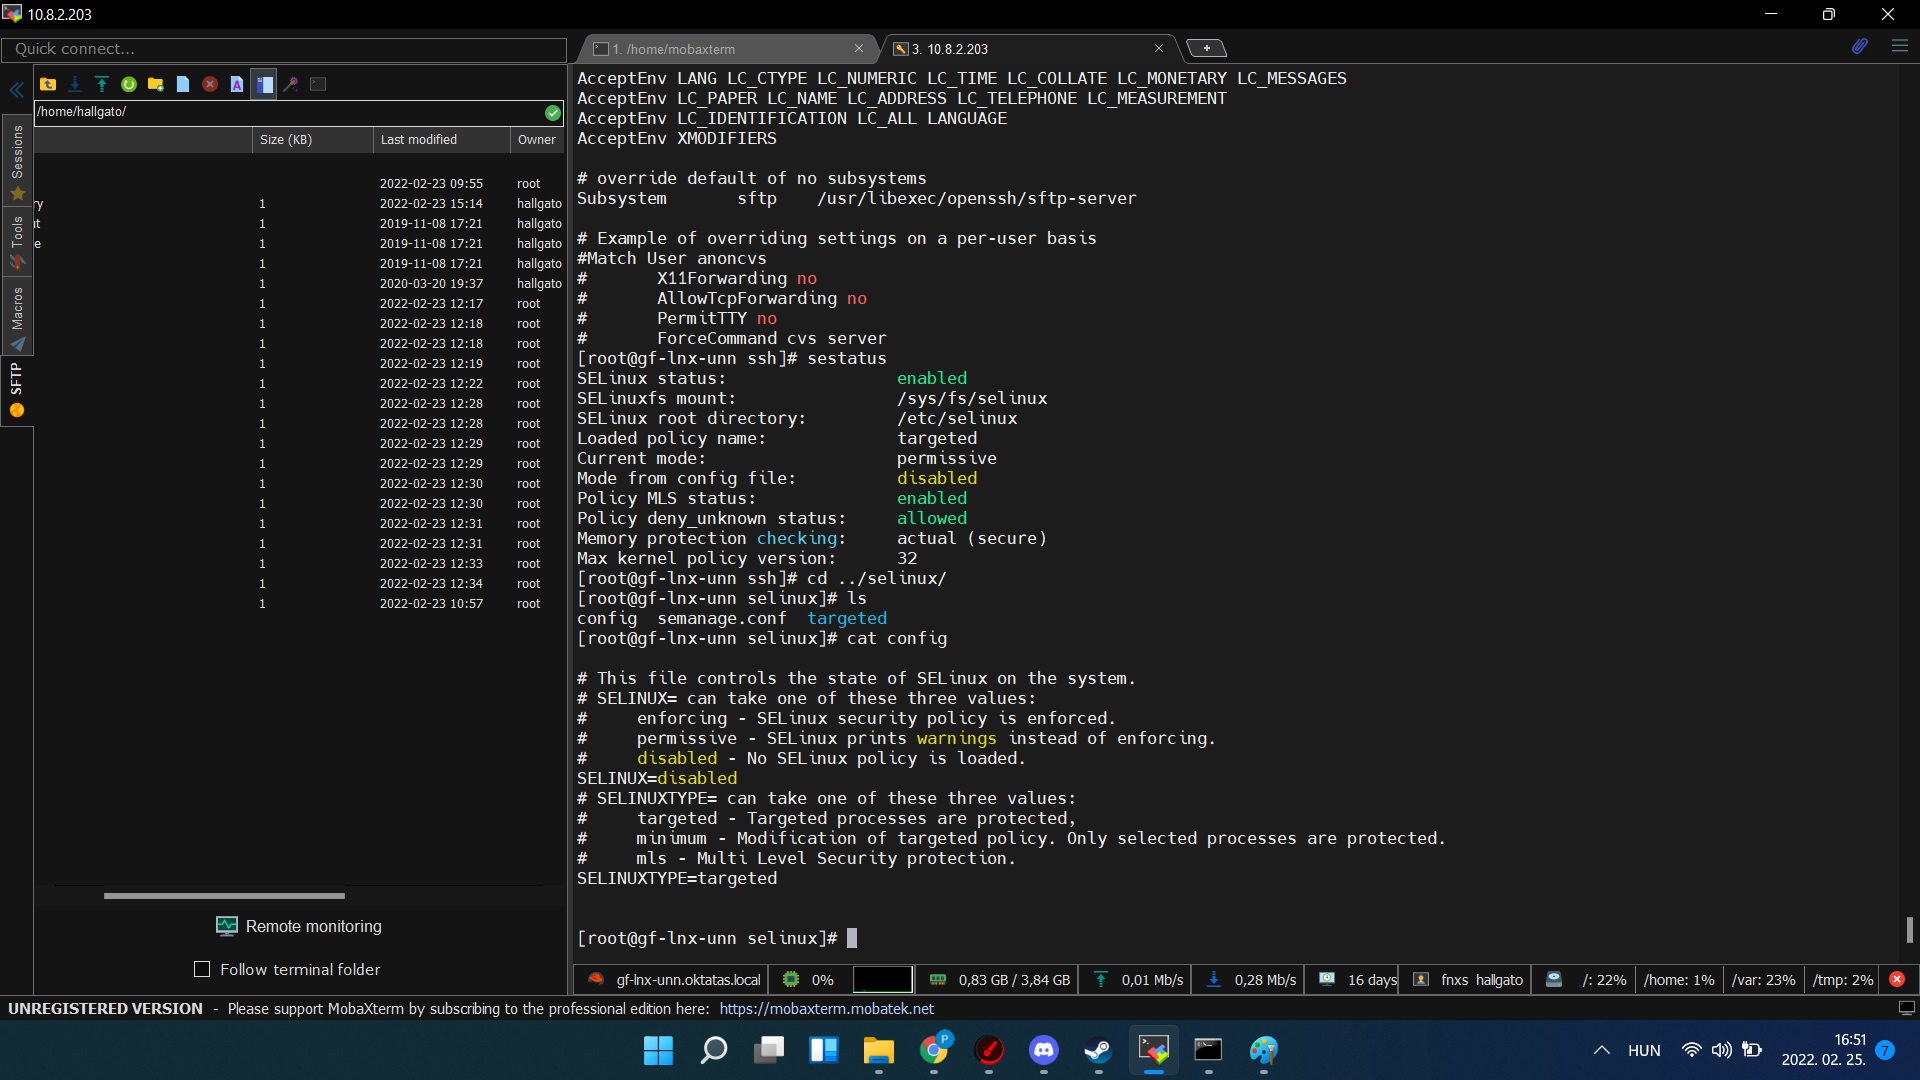 10.8.2.203
Quick connect...
1. /home/mobaxterm
3. 10.8.2.203
/home/hallgato/
Size (KB) Last modified Owner
2022-02-23 09:55 root
ry 1 2022-02-23 15:14 hallgato
it 1 2019-11-08 17:21 hallgato
e 1 2019-11-08 17:21 hallgato
1 2019-11-08 17:21 hallgato
1 2020-03-20 19:37 hallgato
1 2022-02-23 12:17 root
1 2022-02-23 12:18 root
1 2022-02-23 12:18 root
1 2022-02-23 12:19 root
1 2022-02-23 12:22 root
1 2022-02-23 12:28 root
1 2022-02-23 12:28 root
1 2022-02-23 12:29 root
1 2022-02-23 12:29 root
1 2022-02-23 12:30 root
1 2022-02-23 12:30 root
1 2022-02-23 12:31 root
1 2022-02-23 12:31 root
1 2022-02-23 12:33 root
1 2022-02-23 12:34 root
1 2022-02-23 10:57 root
Sessions
Tools
Macros
SFTP
Remote monitoring
Follow terminal folder
AcceptEnv LANG LC_CTYPE LC_NUMERIC LC_TIME LC_COLLATE LC_MONETARY LC_MESSAGES
AcceptEnv LC_PAPER LC_NAME LC_ADDRESS LC_TELEPHONE LC_MEASUREMENT
AcceptEnv LC_IDENTIFICATION LC_ALL LANGUAGE
AcceptEnv XMODIFIERS
# override default of no subsystems
Subsystem sftp /usr/libexec/openssh/sftp-server
# Example of overriding settings on a per-user basis
#Match User anoncvs
# X11Forwarding no
# AllowTcpForwarding no
# PermitTTY no
# ForceCommand cvs server
[root@gf-lnx-unn ssh]# sestatus
SELinux status: enabled
SELinuxfs mount: /sys/fs/selinux
SELinux root directory: /etc/selinux
Loaded policy name: targeted
Current mode: permissive
Mode from config file: disabled
Policy MLS status: enabled
Policy deny_unknown status: allowed
Memory protection checking: actual (secure)
Max kernel policy version: 32
[root@gf-lnx-unn ssh]# cd ../selinux/
[root@gf-lnx-unn selinux]# ls
config semanage.conf targeted
[root@gf-lnx-unn selinux]# cat config
# This file controls the state of SELinux on the system.
# SELINUX= can take one of these three values:
# enforcing - SELinux security policy is enforced.
# permissive - SELinux prints warnings instead of enforcing.
# disabled - No SELinux policy is loaded.
SELINUX=disabled
# SELINUXTYPE= can take one of these three values:
# targeted - Targeted processes are protected,
# minimum - Modification of targeted policy. Only selected processes are protected.
# mls - Multi Level Security protection.
SELINUXTYPE=targeted
[root@gf-lnx-unn selinux]#
gf-lnx-unn.oktatas.local 0% 0,83 GB / 3,84 GB 0,01 Mb/s 0,28 Mb/s 16 days fnxs hallgato /: 22% /home: 1% /var: 23% /tmp: 2%
UNREGISTERED VERSION - Please support MobaXterm by subscribing to the professional edition here: https://mobaxterm.mobatek.net
P
HUN
16:51
2022. 02. 25.
7